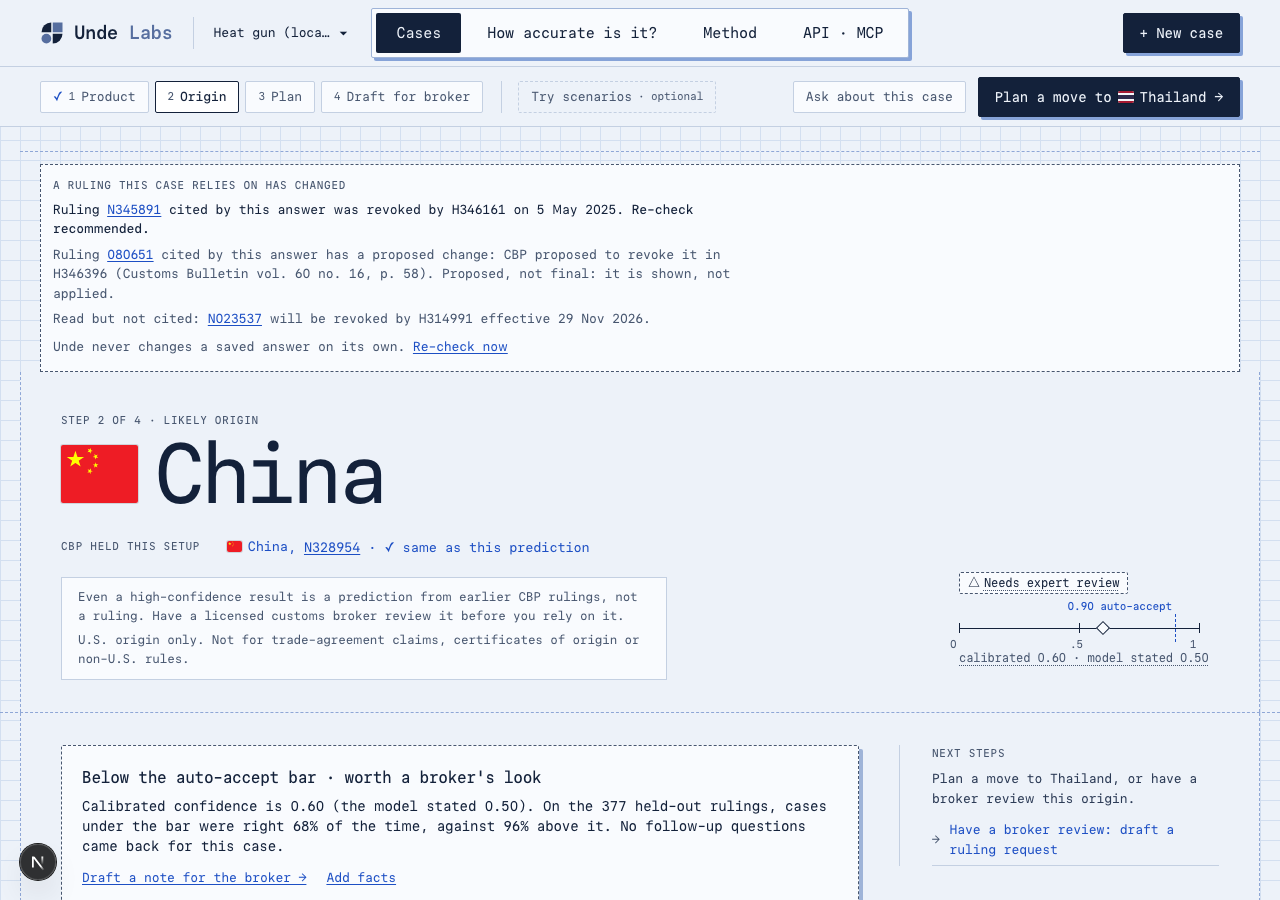 Unde Labs
Heat gun (loca…
Cases
How accurate is it?
Method
API · MCP
+ New case
✓ 1 Product
2 Origin
3 Plan
4 Draft for broker
Try scenarios · optional
Ask about this case
Plan a move to Thailand →
A RULING THIS CASE RELIES ON HAS CHANGED
Ruling N345891 cited by this answer was revoked by H346161 on 5 May 2025. Re-check
recommended.
Ruling O80651 cited by this answer has a proposed change: CBP proposed to revoke it in
H346396 (Customs Bulletin vol. 60 no. 16, p. 58). Proposed, not final: it is shown, not
applied.
Read but not cited: N023537 will be revoked by H314991 effective 29 Nov 2026.
Unde never changes a saved answer on its own. Re-check now
STEP 2 OF 4 · LIKELY ORIGIN
China
CBP HELD THIS SETUP
China, N328954 · ✓ same as this prediction
Even a high-confidence result is a prediction from earlier CBP rulings, not
a ruling. Have a licensed customs broker review it before you rely on it.
U.S. origin only. Not for trade-agreement claims, certificates of origin or
non-U.S. rules.
△ Needs expert review
0.90 auto-accept
0 .5 1
calibrated 0.60 · model stated 0.50
Below the auto-accept bar · worth a broker's look
Calibrated confidence is 0.60 (the model stated 0.50). On the 377 held-out rulings, cases
under the bar were right 68% of the time, against 96% above it. No follow-up questions
came back for this case.
Draft a note for the broker →
Add facts
NEXT STEPS
Plan a move to Thailand, or have a
broker review this origin.
→ Have a broker review: draft a
ruling request
N